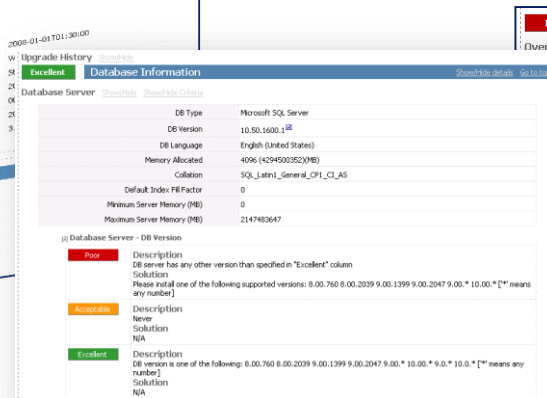 2008-01-01T01:30:00
Over
Upgrade History Show/Hide
Excellent Database Information Show/Hide details Go to to
Database Server Show/Hide Show/Hide Criteria
DB Type Microsoft SQL Server
DB Version 10.50.1600.1[2]
DB Language English (United States)
Memory Allocated 4096 (4294500352)(MB)
Collation SQL_Latin1_General_CP1_CI_AS
Default Index Fill Factor 0
Minimum Server Memory (MB) 0
Maximum Server Memory (MB) 2147483647
[2] Database Server - DB Version
Poor Description
DB server has any other version than specified in "Excellent" column
Solution
Please install one of the following supported versions: 8.00.760 8.00.2039 9.00.1399 9.00.2047 9.00.* 10.00.* ['*' means
any number]
Acceptable Description
Never
Solution
N/A
Excellent Description
DB version is one of the following: 8.00.760 8.00.2039 9.00.1399 9.00.2047 9.00.* 10.00.* 9.0.* 10.0.* ['*' means any
number]
Solution
N/A